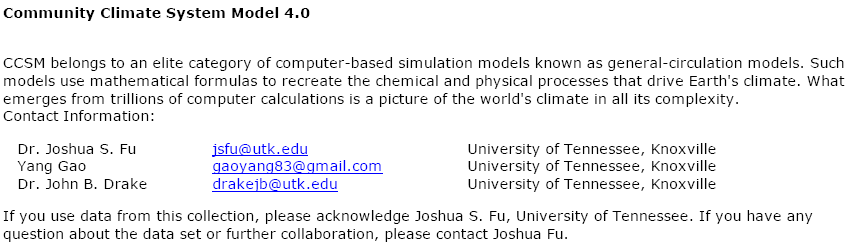 Community Climate System Model 4.0
CCSM belongs to an elite category of computer-based simulation models known as general-circulation models. Such
models use mathematical formulas to recreate the chemical and physical processes that drive Earth's climate. What
emerges from trillions of computer calculations is a picture of the world's climate in all its complexity.
Contact Information:
Dr. Joshua S. Fu jsfu@utk.edu University of Tennessee, Knoxville
Yang Gao gaoyang83@gmail.com University of Tennessee, Knoxville
Dr. John B. Drake drakejb@utk.edu University of Tennessee, Knoxville
If you use data from this collection, please acknowledge Joshua S. Fu, University of Tennessee. If you have any
question about the data set or further collaboration, please contact Joshua Fu.